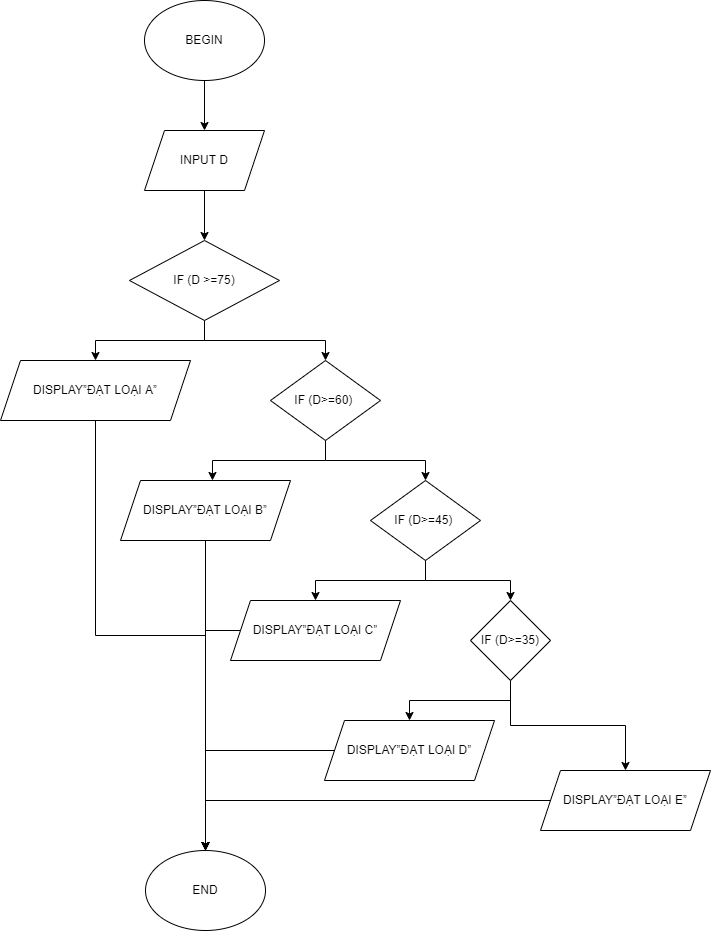 BEGIN
INPUT D
IF (D >=75)
DISPLAY"ĐẠT LOẠI A"
IF (D>=60)
DISPLAY"ĐẠT LOẠI B"
IF (D>=45)
DISPLAY"ĐẠT LOẠI C"
IF (D>=35)
DISPLAY"ĐẠT LOẠI D"
DISPLAY"ĐẠT LOẠI E"
END